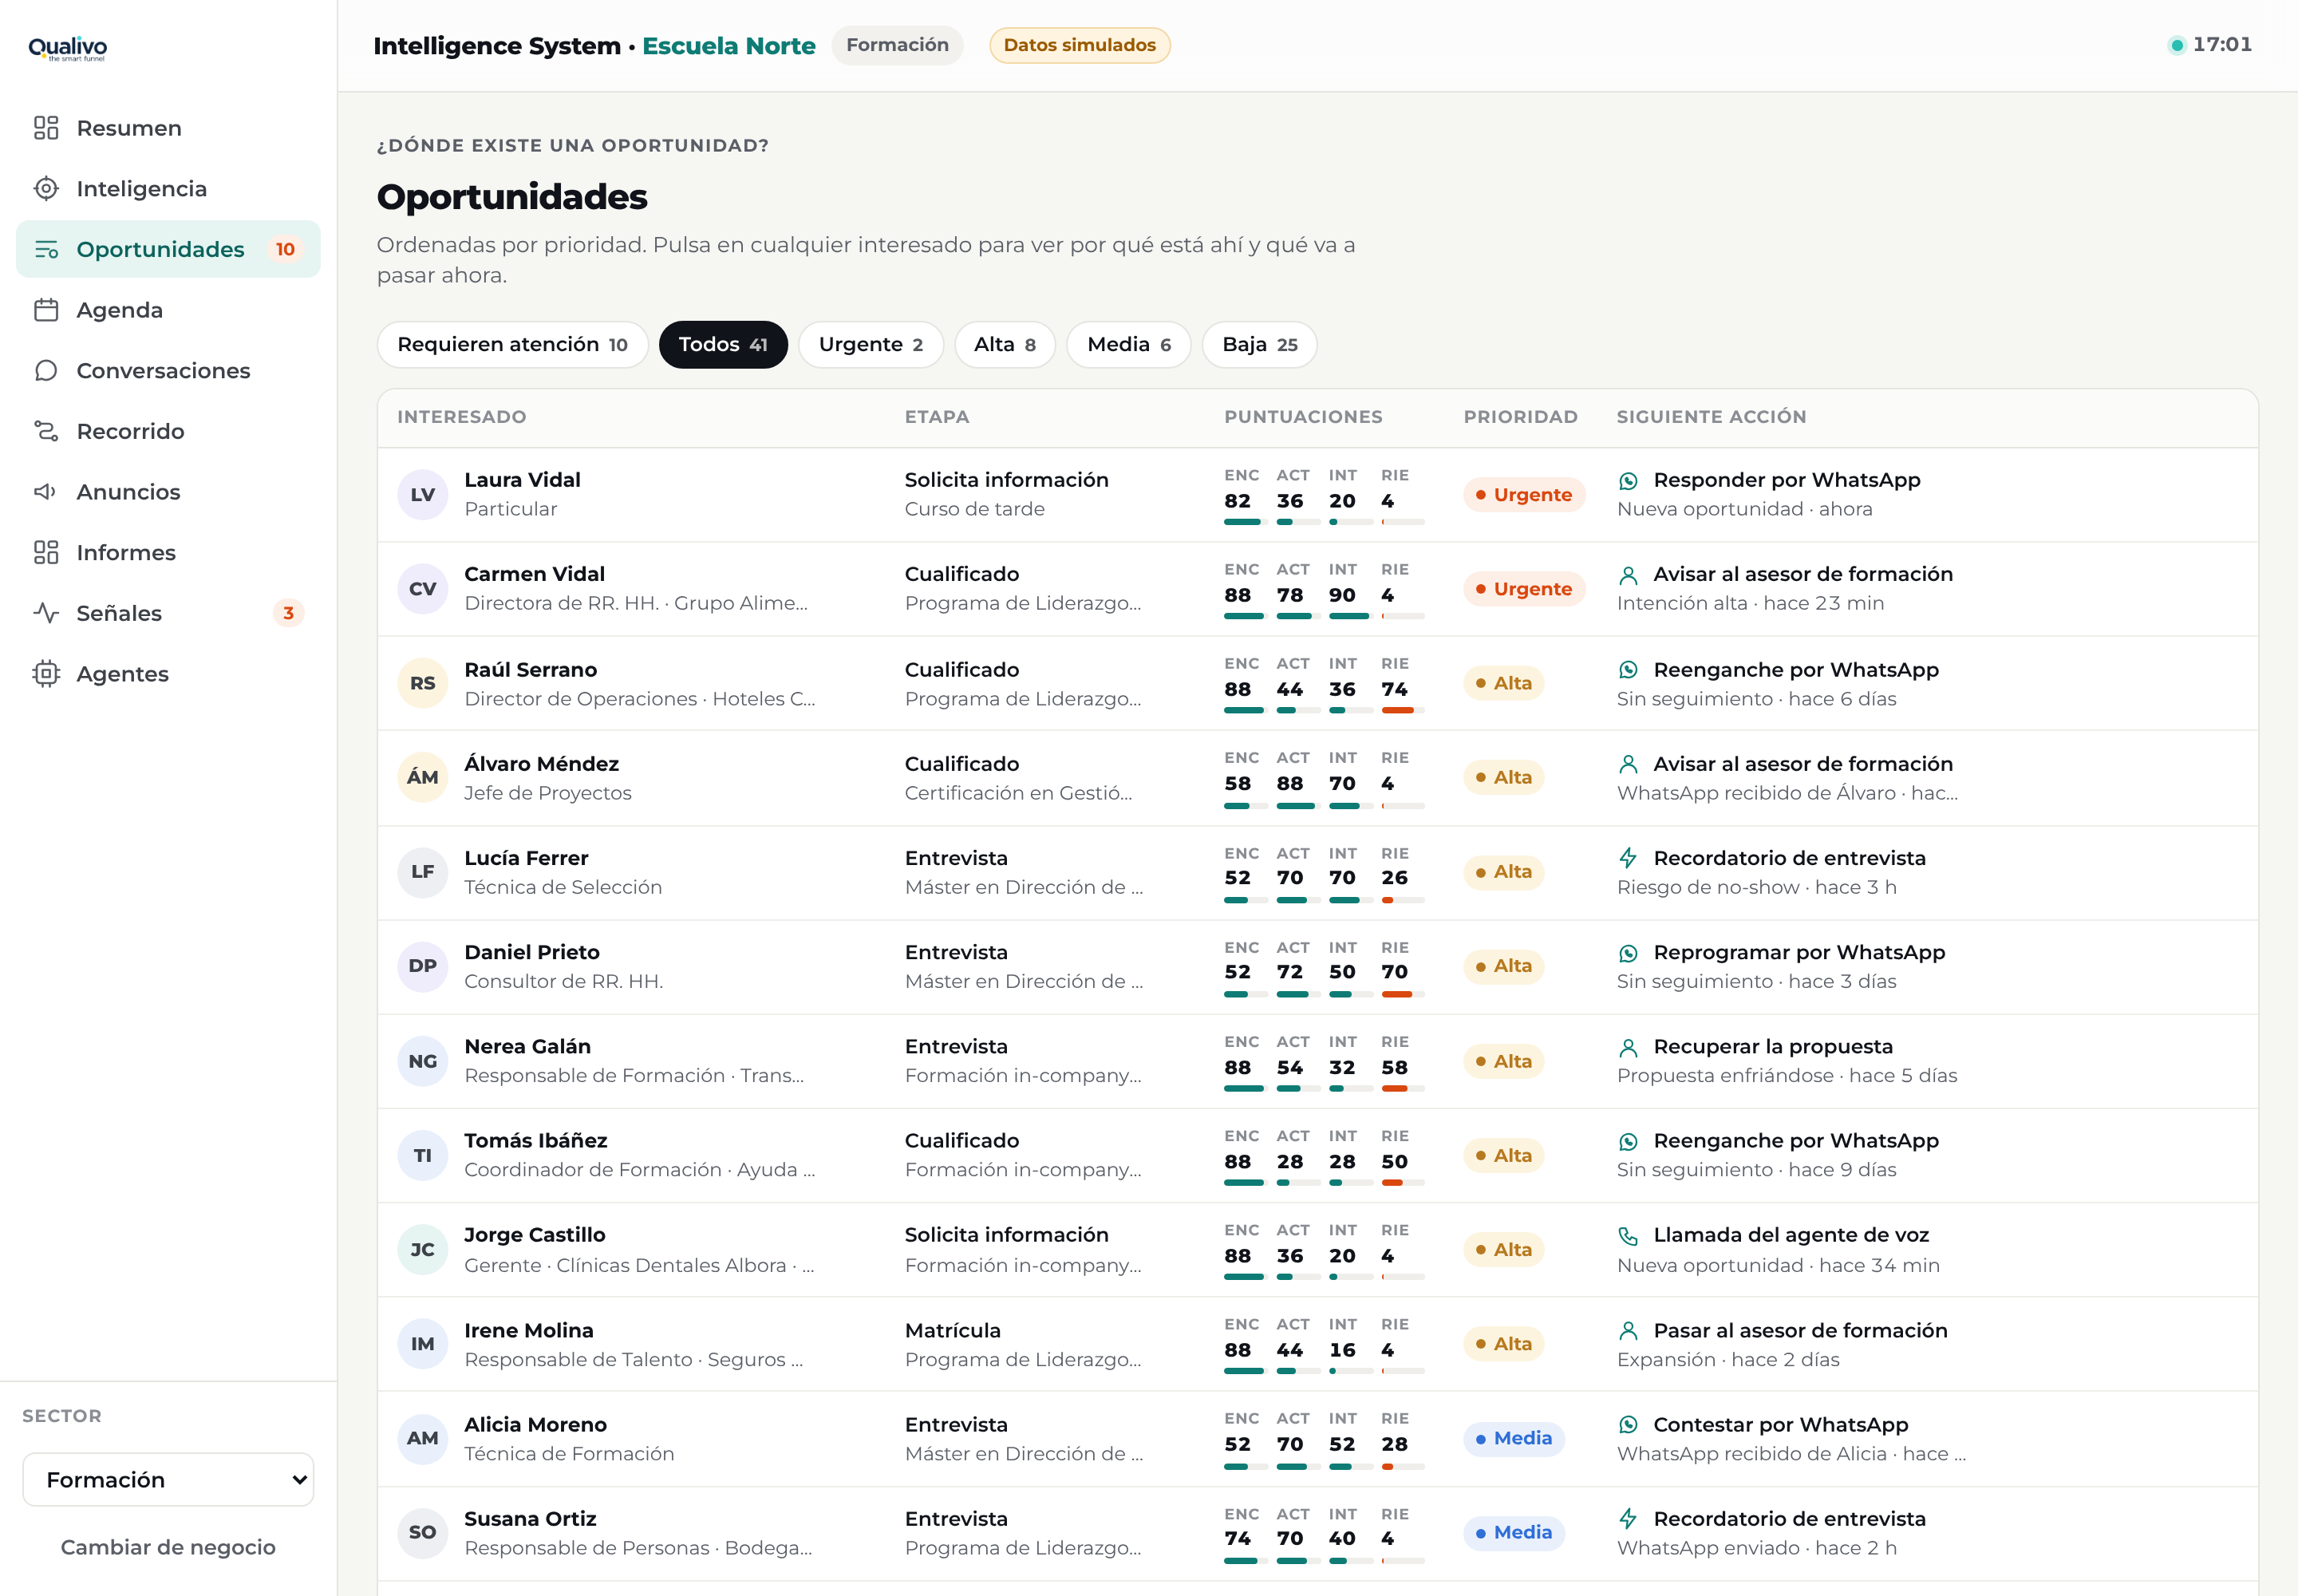 Qualivo
the smart funnel
Resumen
Inteligencia
Oportunidades 10
Agenda
Conversaciones
Recorrido
Anuncios
Informes
Señales 3
Agentes
SECTOR
Formación
Cambiar de negocio
Intelligence System · Escuela Norte Formación Datos simulados 17:01
¿DÓNDE EXISTE UNA OPORTUNIDAD?
Oportunidades
Ordenadas por prioridad. Pulsa en cualquier interesado para ver por qué está ahí y qué va a
pasar ahora.
Requieren atención 10 Todos 41 Urgente 2 Alta 8 Media 6 Baja 25
INTERESADO ETAPA PUNTUACIONES PRIORIDAD SIGUIENTE ACCIÓN
LV Laura Vidal Solicita información ENC ACT INT RIE Urgente Responder por WhatsApp
Particular Curso de tarde 82 36 20 4 Nueva oportunidad · ahora
CV Carmen Vidal Cualificado ENC ACT INT RIE Urgente Avisar al asesor de formación
Directora de RR. HH. · Grupo Alime... Programa de Liderazgo... 88 78 90 4 Intención alta · hace 23 min
RS Raúl Serrano Cualificado ENC ACT INT RIE Alta Reenganche por WhatsApp
Director de Operaciones · Hoteles C... Programa de Liderazgo... 88 44 36 74 Sin seguimiento · hace 6 días
ÁM Álvaro Méndez Cualificado ENC ACT INT RIE Alta Avisar al asesor de formación
Jefe de Proyectos Certificación en Gestió... 58 88 70 4 WhatsApp recibido de Álvaro · hac...
LF Lucía Ferrer Entrevista ENC ACT INT RIE Alta Recordatorio de entrevista
Técnica de Selección Máster en Dirección de ... 52 70 70 26 Riesgo de no-show · hace 3 h
DP Daniel Prieto Entrevista ENC ACT INT RIE Alta Reprogramar por WhatsApp
Consultor de RR. HH. Máster en Dirección de ... 52 72 50 70 Sin seguimiento · hace 3 días
NG Nerea Galán Entrevista ENC ACT INT RIE Alta Recuperar la propuesta
Responsable de Formación · Trans... Formación in-company... 88 54 32 58 Propuesta enfriándose · hace 5 días
TI Tomás Ibáñez Cualificado ENC ACT INT RIE Alta Reenganche por WhatsApp
Coordinador de Formación · Ayuda ... Formación in-company... 88 28 28 50 Sin seguimiento · hace 9 días
JC Jorge Castillo Solicita información ENC ACT INT RIE Alta Llamada del agente de voz
Gerente · Clínicas Dentales Albora · ... Formación in-company... 88 36 20 4 Nueva oportunidad · hace 34 min
IM Irene Molina Matrícula ENC ACT INT RIE Alta Pasar al asesor de formación
Responsable de Talento · Seguros ... Programa de Liderazgo... 88 44 16 4 Expansión · hace 2 días
AM Alicia Moreno Entrevista ENC ACT INT RIE Media Contestar por WhatsApp
Técnica de Formación Máster en Dirección de ... 52 70 52 28 WhatsApp recibido de Alicia · hace ...
SO Susana Ortiz Entrevista ENC ACT INT RIE Media Recordatorio de entrevista
Responsable de Personas · Bodega... Programa de Liderazgo... 74 70 40 4 WhatsApp enviado · hace 2 h